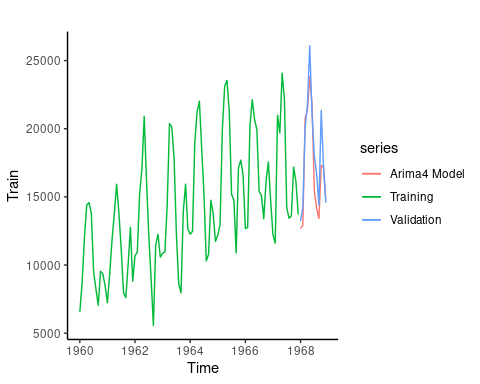 25000
20000
15000
10000
5000
Train
1960
1962
1964
1966
1968
Time
series
Arima4 Model
Training
Validation